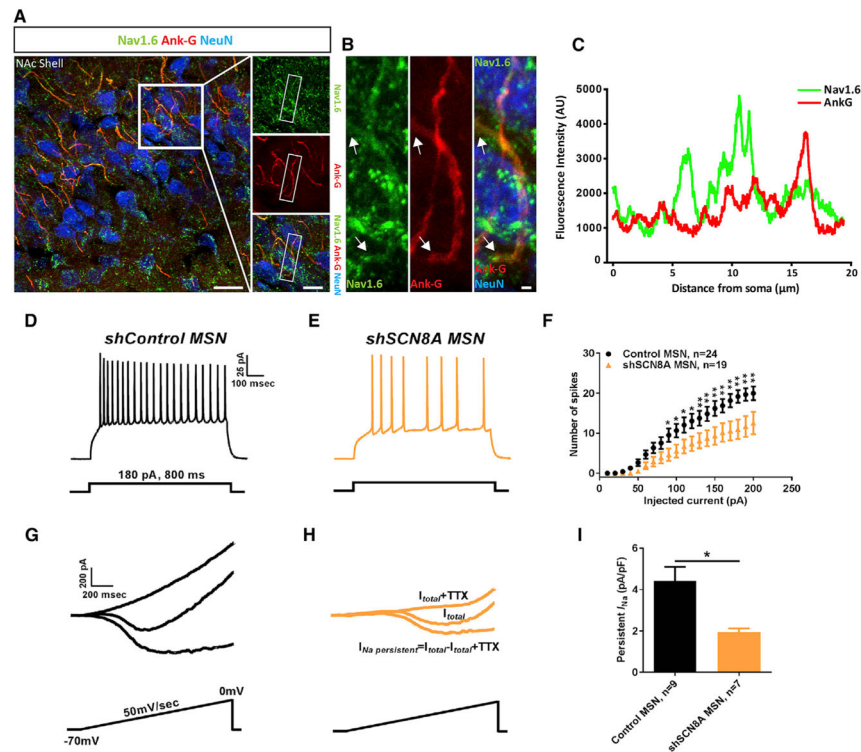 A
Nav1.6 Ank-G NeuN
NAc Shell
Nav1.6
Ank-G
Nav1.6 Ank-G NeuN
B
Nav1.6
Ank-G
Nav1.6
Ank-G
NeuN
C
Fluorescence Intensity (AU)
5000
4000
3000
2000
1000
0
Nav1.6
AnkG
0 5 10 15 20
Distance from soma (μm)
D
shControl MSN
25 pA
100 msec
180 pA, 800 ms
E
shSCN8A MSN
F
Number of spikes
30
20
10
0
Control MSN, n=24
shSCN8A MSN, n=19
0 50 100 150 200 250
Injected current (pA)
G
200 pA
200 msec
50mV/sec
0mV
-70mV
H
Itotal+TTX
Itotal
INa persistent=Itotal-Itotal+TTX
I
Persistent INa (pA/pF)
6
4
2
0
*
Control MSN, n=9
shSCN8A MSN, n=7